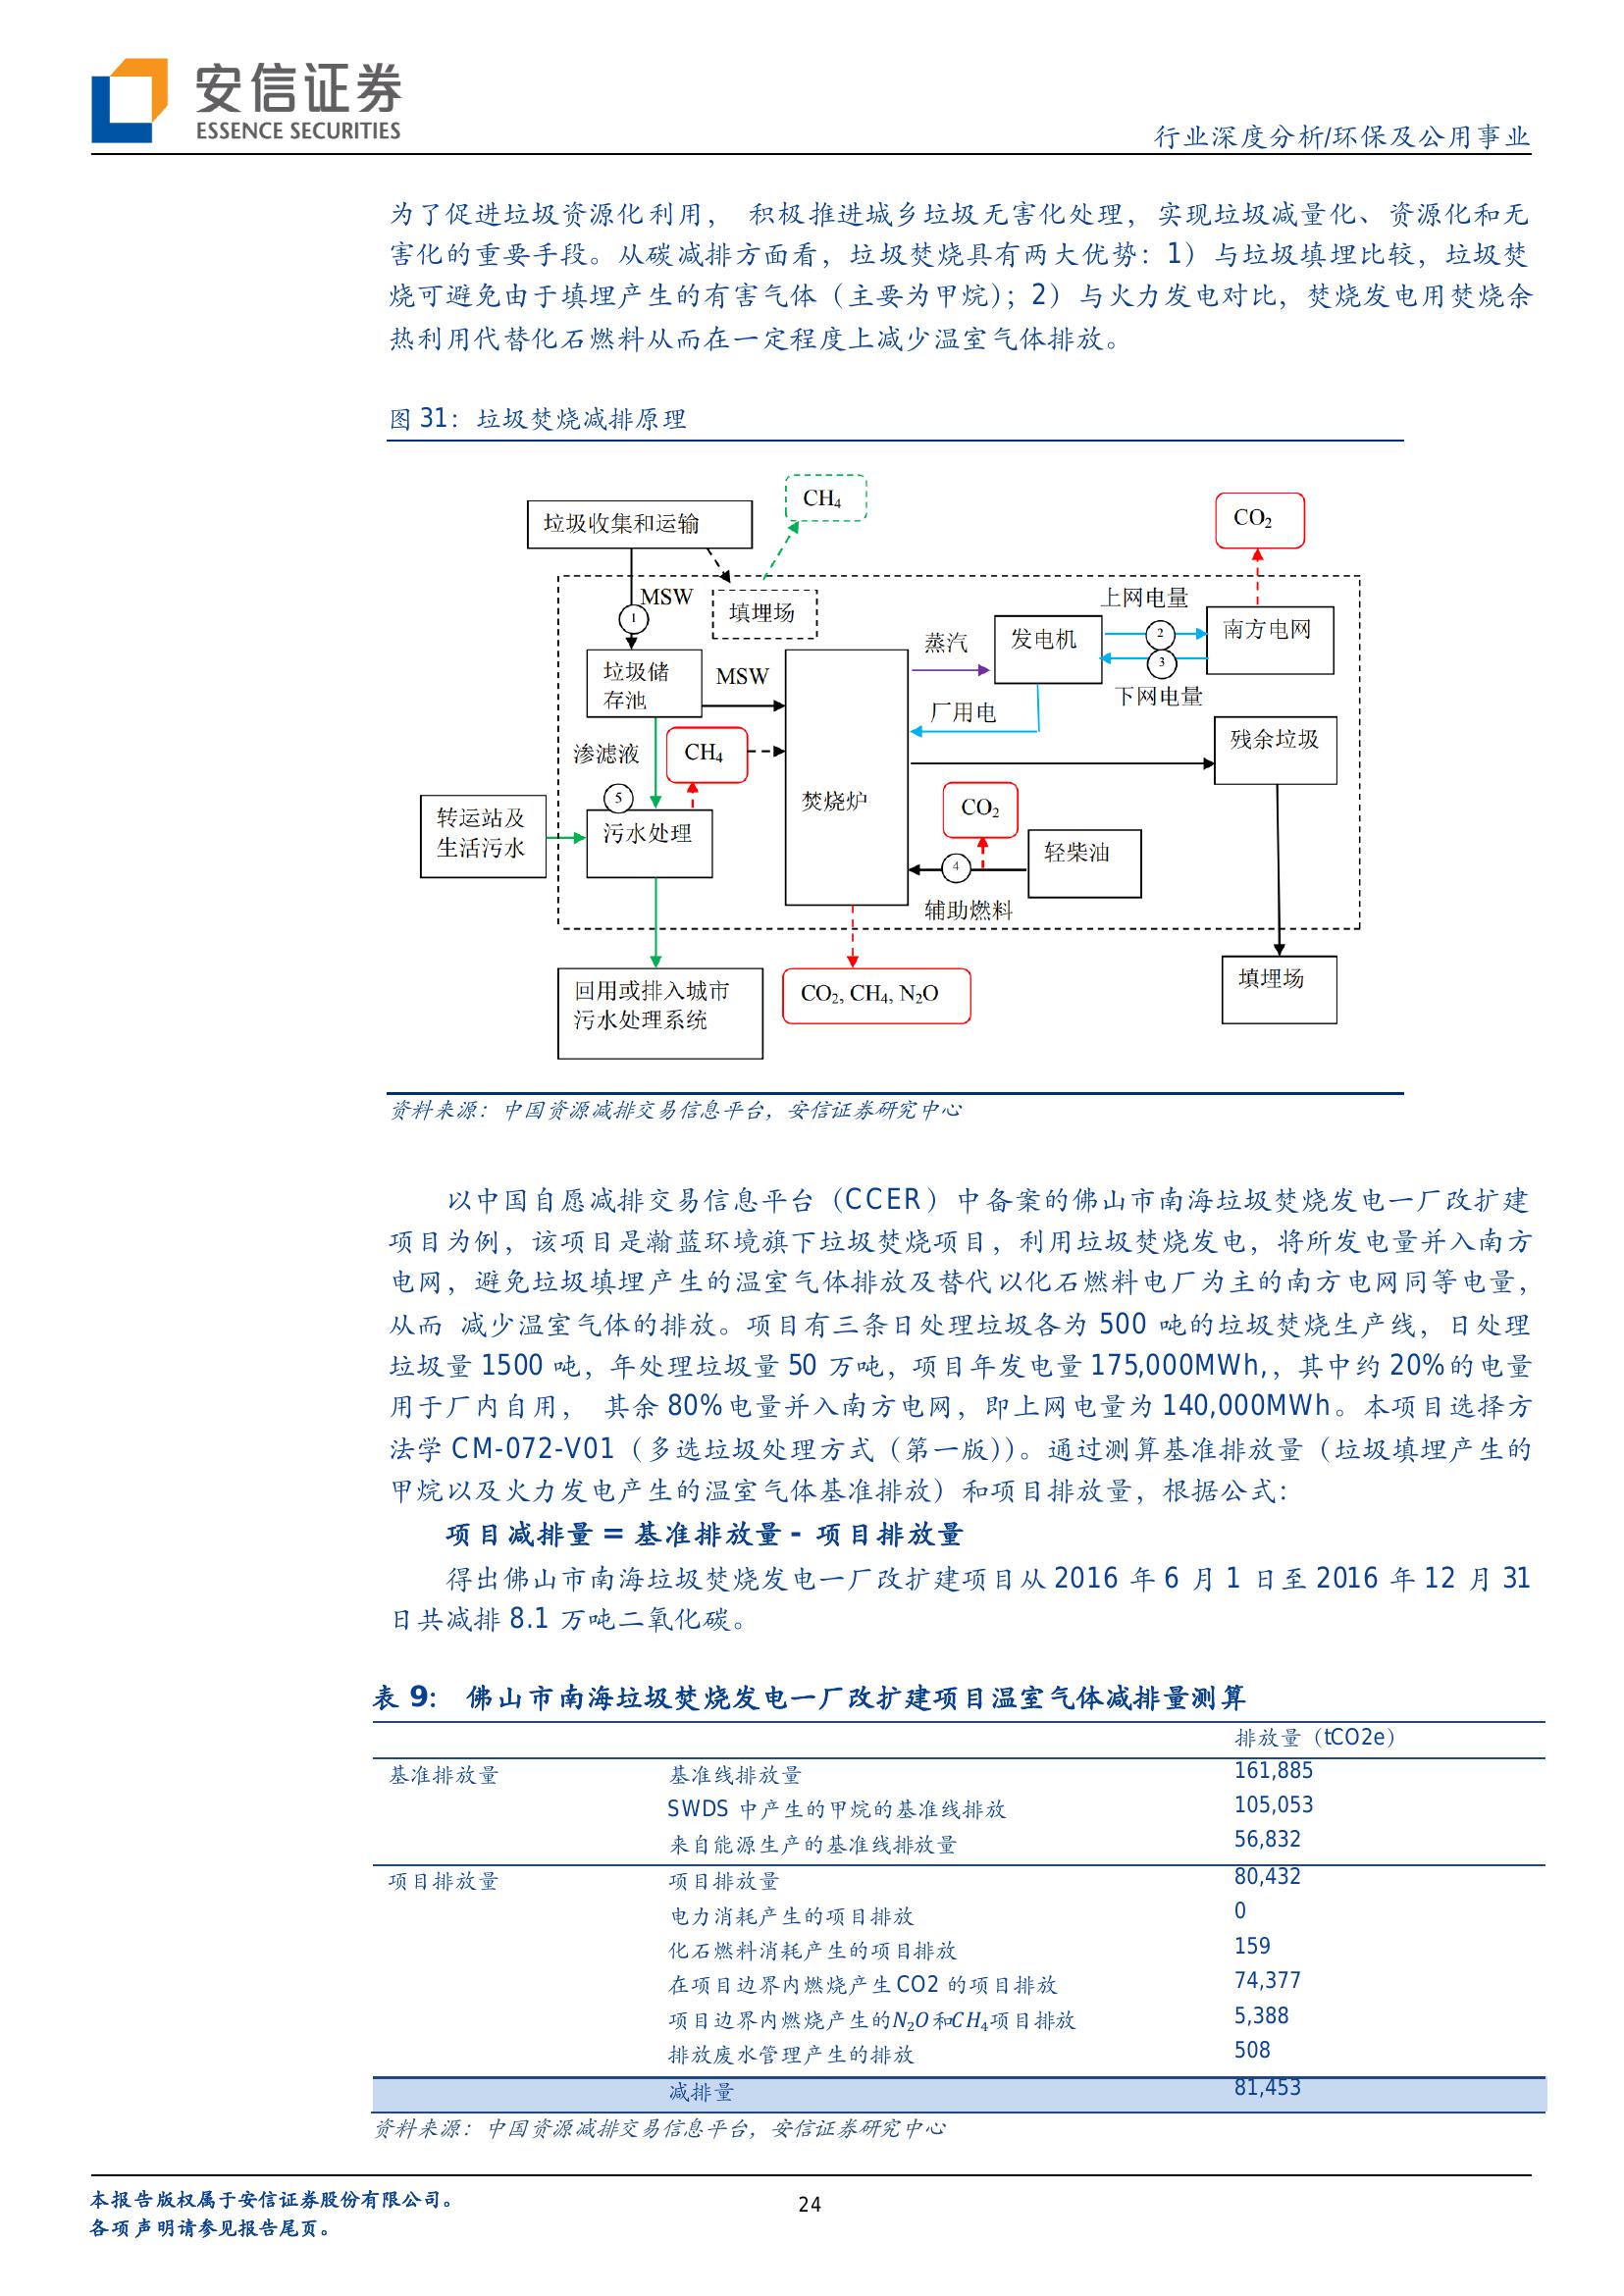 安信证券
ESSENCE SECURITIES
行业深度分析/环保及公用事业
为了促进垃圾资源化利用， 积极推进城乡垃圾无害化处理，实现垃圾减量化、资源化和无
害化的重要手段。从碳减排方面看，垃圾焚烧具有两大优势：1）与垃圾填埋比较，垃圾焚
烧可避免由于填埋产生的有害气体（主要为甲烷）；2）与火力发电对比，焚烧发电用焚烧余
热利用代替化石燃料从而在一定程度上减少温室气体排放。
图 31：垃圾焚烧减排原理
CH₄
垃圾收集和运输
CO₂
MSW
1
填埋场
上网电量
发电机
2
南方电网
蒸汽
3
下网电量
垃圾储
存池
MSW
厂用电
残余垃圾
渗滤液
CH₄
焚烧炉
CO₂
5
转运站及
生活污水
污水处理
轻柴油
4
辅助燃料
回用或排入城市
污水处理系统
CO₂, CH₄, N₂O
填埋场
资料来源：中国资源减排交易信息平台，安信证券研究中心
以中国自愿减排交易信息平台（CCER）中备案的佛山市南海垃圾焚烧发电一厂改扩建
项目为例，该项目是瀚蓝环境旗下垃圾焚烧项目，利用垃圾焚烧发电，将所发电量并入南方
电网，避免垃圾填埋产生的温室气体排放及替代以化石燃料电厂为主的南方电网同等电量，
从而 减少温室气体的排放。项目有三条日处理垃圾各为 500 吨的垃圾焚烧生产线，日处理
垃圾量 1500 吨，年处理垃圾量 50 万吨，项目年发电量 175,000MWh,，其中约 20%的电量
用于厂内自用， 其余 80%电量并入南方电网，即上网电量为 140,000MWh。本项目选择方
法学 CM-072-V01（多选垃圾处理方式（第一版））。通过测算基准排放量（垃圾填埋产生的
甲烷以及火力发电产生的温室气体基准排放）和项目排放量，根据公式：
项目减排量 = 基准排放量 - 项目排放量
得出佛山市南海垃圾焚烧发电一厂改扩建项目从 2016 年 6 月 1 日至 2016 年 12 月 31
日共减排 8.1 万吨二氧化碳。
表 9： 佛山市南海垃圾焚烧发电一厂改扩建项目温室气体减排量测算
排放量（tCO2e）
基准排放量 基准线排放量 161,885
SWDS 中产生的甲烷的基准线排放 105,053
来自能源生产的基准线排放量 56,832
项目排放量 项目排放量 80,432
电力消耗产生的项目排放 0
化石燃料消耗产生的项目排放 159
在项目边界内燃烧产生 CO2 的项目排放 74,377
项目边界内燃烧产生的N₂O和CH₄项目排放 5,388
排放废水管理产生的排放 508
减排量 81,453
资料来源：中国资源减排交易信息平台，安信证券研究中心
本报告版权属于安信证券股份有限公司。
24
各项声明请参见报告尾页。